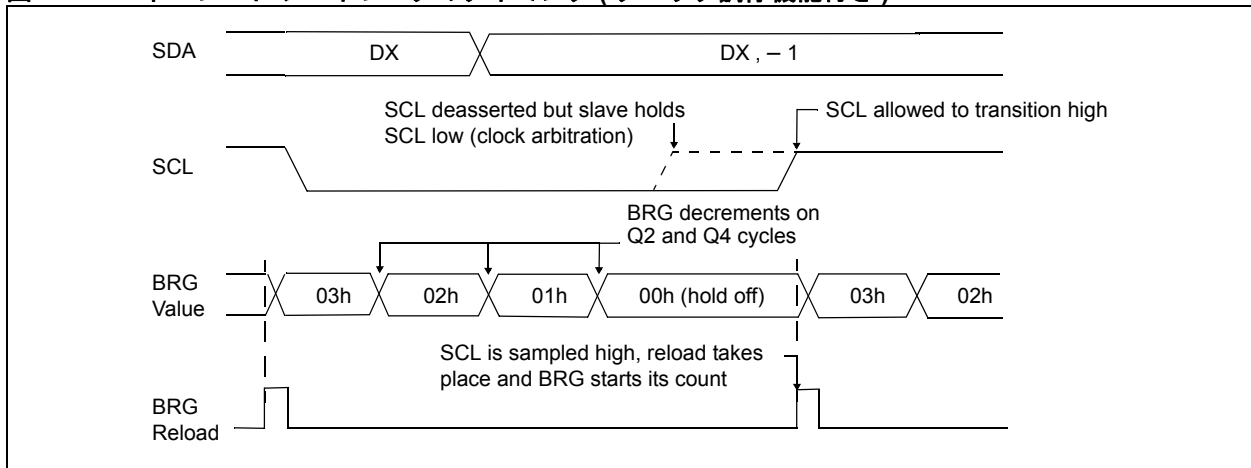 SDA
DX
DX , – 1
SCL deasserted but slave holds
SCL low (clock arbitration)
SCL allowed to transition high
SCL
BRG decrements on
Q2 and Q4 cycles
BRG
Value
03h
02h
01h
00h (hold off)
03h
02h
SCL is sampled high, reload takes
place and BRG starts its count
BRG
Reload